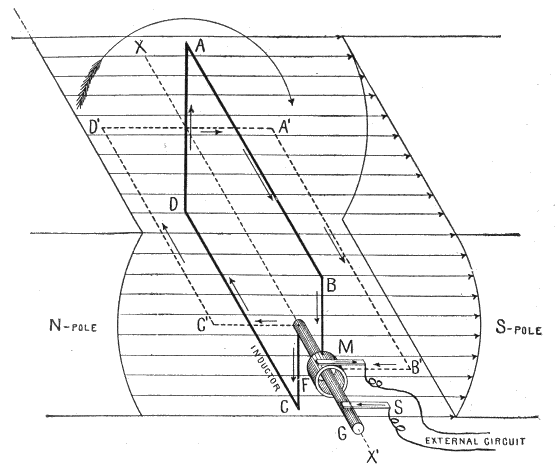 X
A
D'
A'
D
B
N-POLE
S-POLE
C'
M
B'
INDUCTOR
F
C
S
G
EXTERNAL CIRCUIT
X'